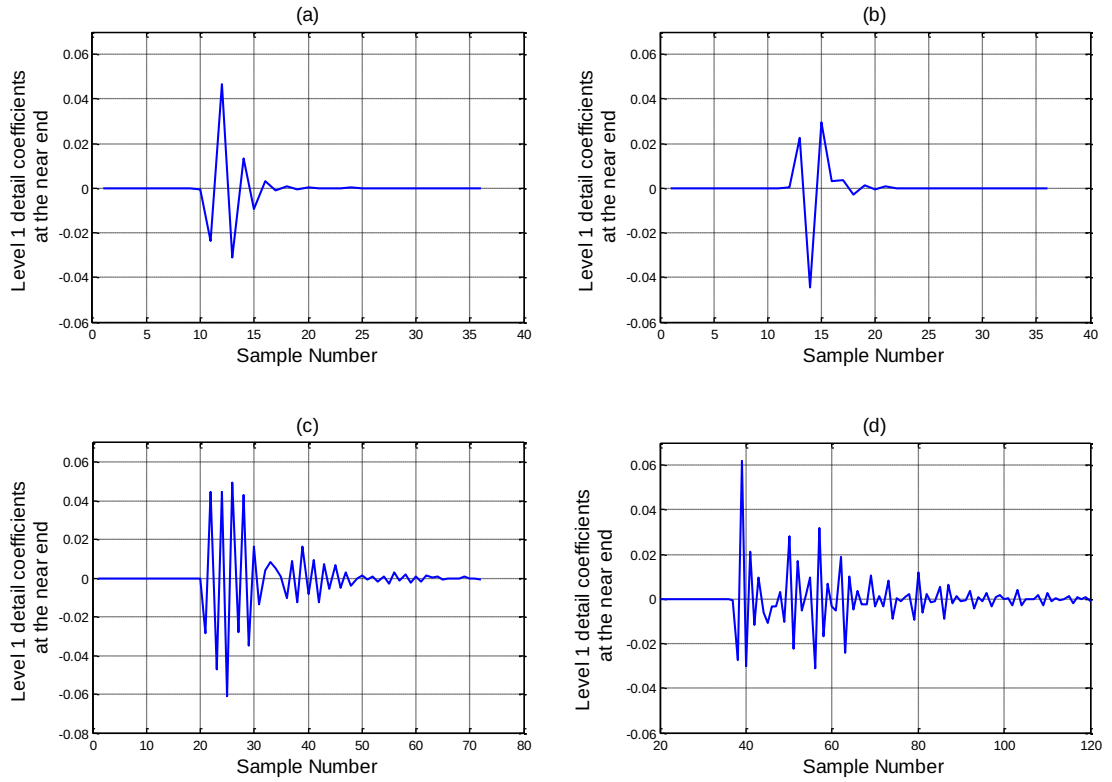 (a)
Level 1 detail coefficients
at the near end
0.06
0.04
0.02
0
-0.02
-0.04
-0.06
0 5 10 15 20 25 30 35 40
Sample Number
(b)
Level 1 detail coefficients
at the near end
0.06
0.04
0.02
0
-0.02
-0.04
-0.06
0 5 10 15 20 25 30 35 40
Sample Number
(c)
Level 1 detail coefficients
at the near end
0.06
0.04
0.02
0
-0.02
-0.04
-0.06
-0.08
0 10 20 30 40 50 60 70 80
Sample Number
(d)
Level 1 detail coefficients
at the near end
0.06
0.04
0.02
0
-0.02
-0.04
-0.06
20 40 60 80 100 120
Sample Number